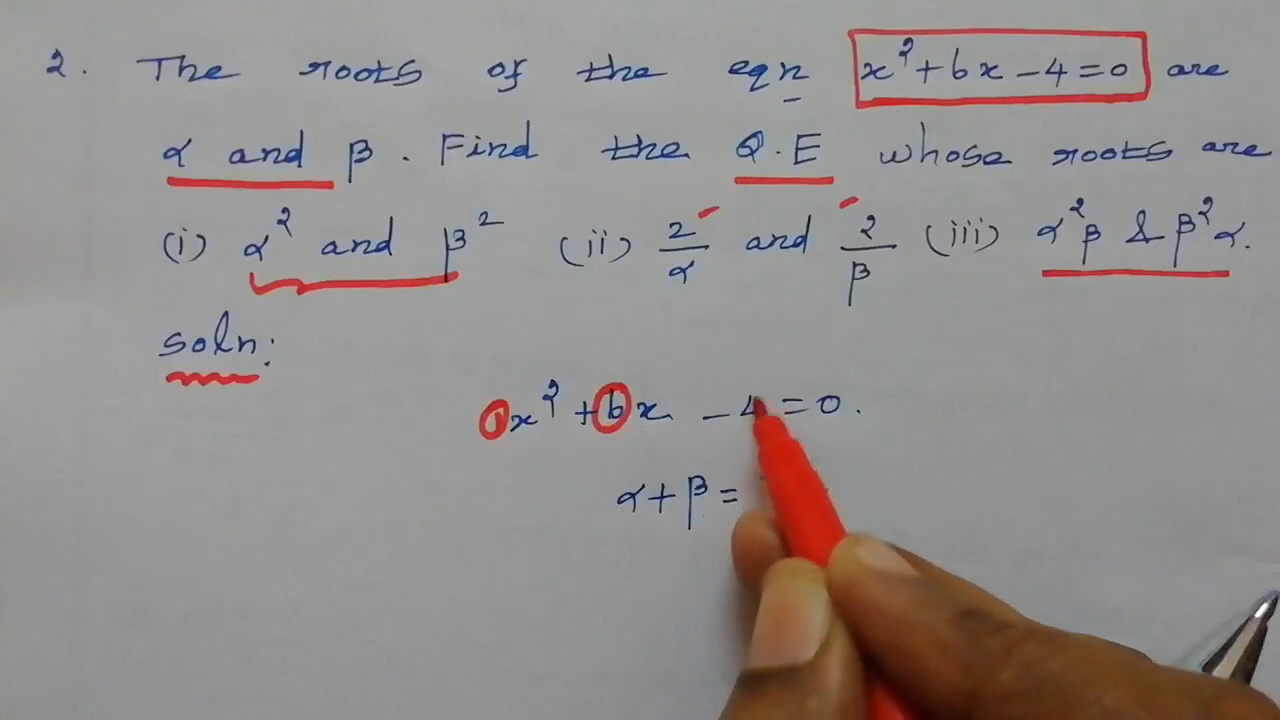 2. The roots of the eqn x² + 6x - 4 = 0 are
α and β. Find the Q.E whose roots are
(i) α² and β² (ii) 2/α and 2/β (iii) α²β & β²α.
Soln:
1x² + 6x - 4 = 0.
α + β =